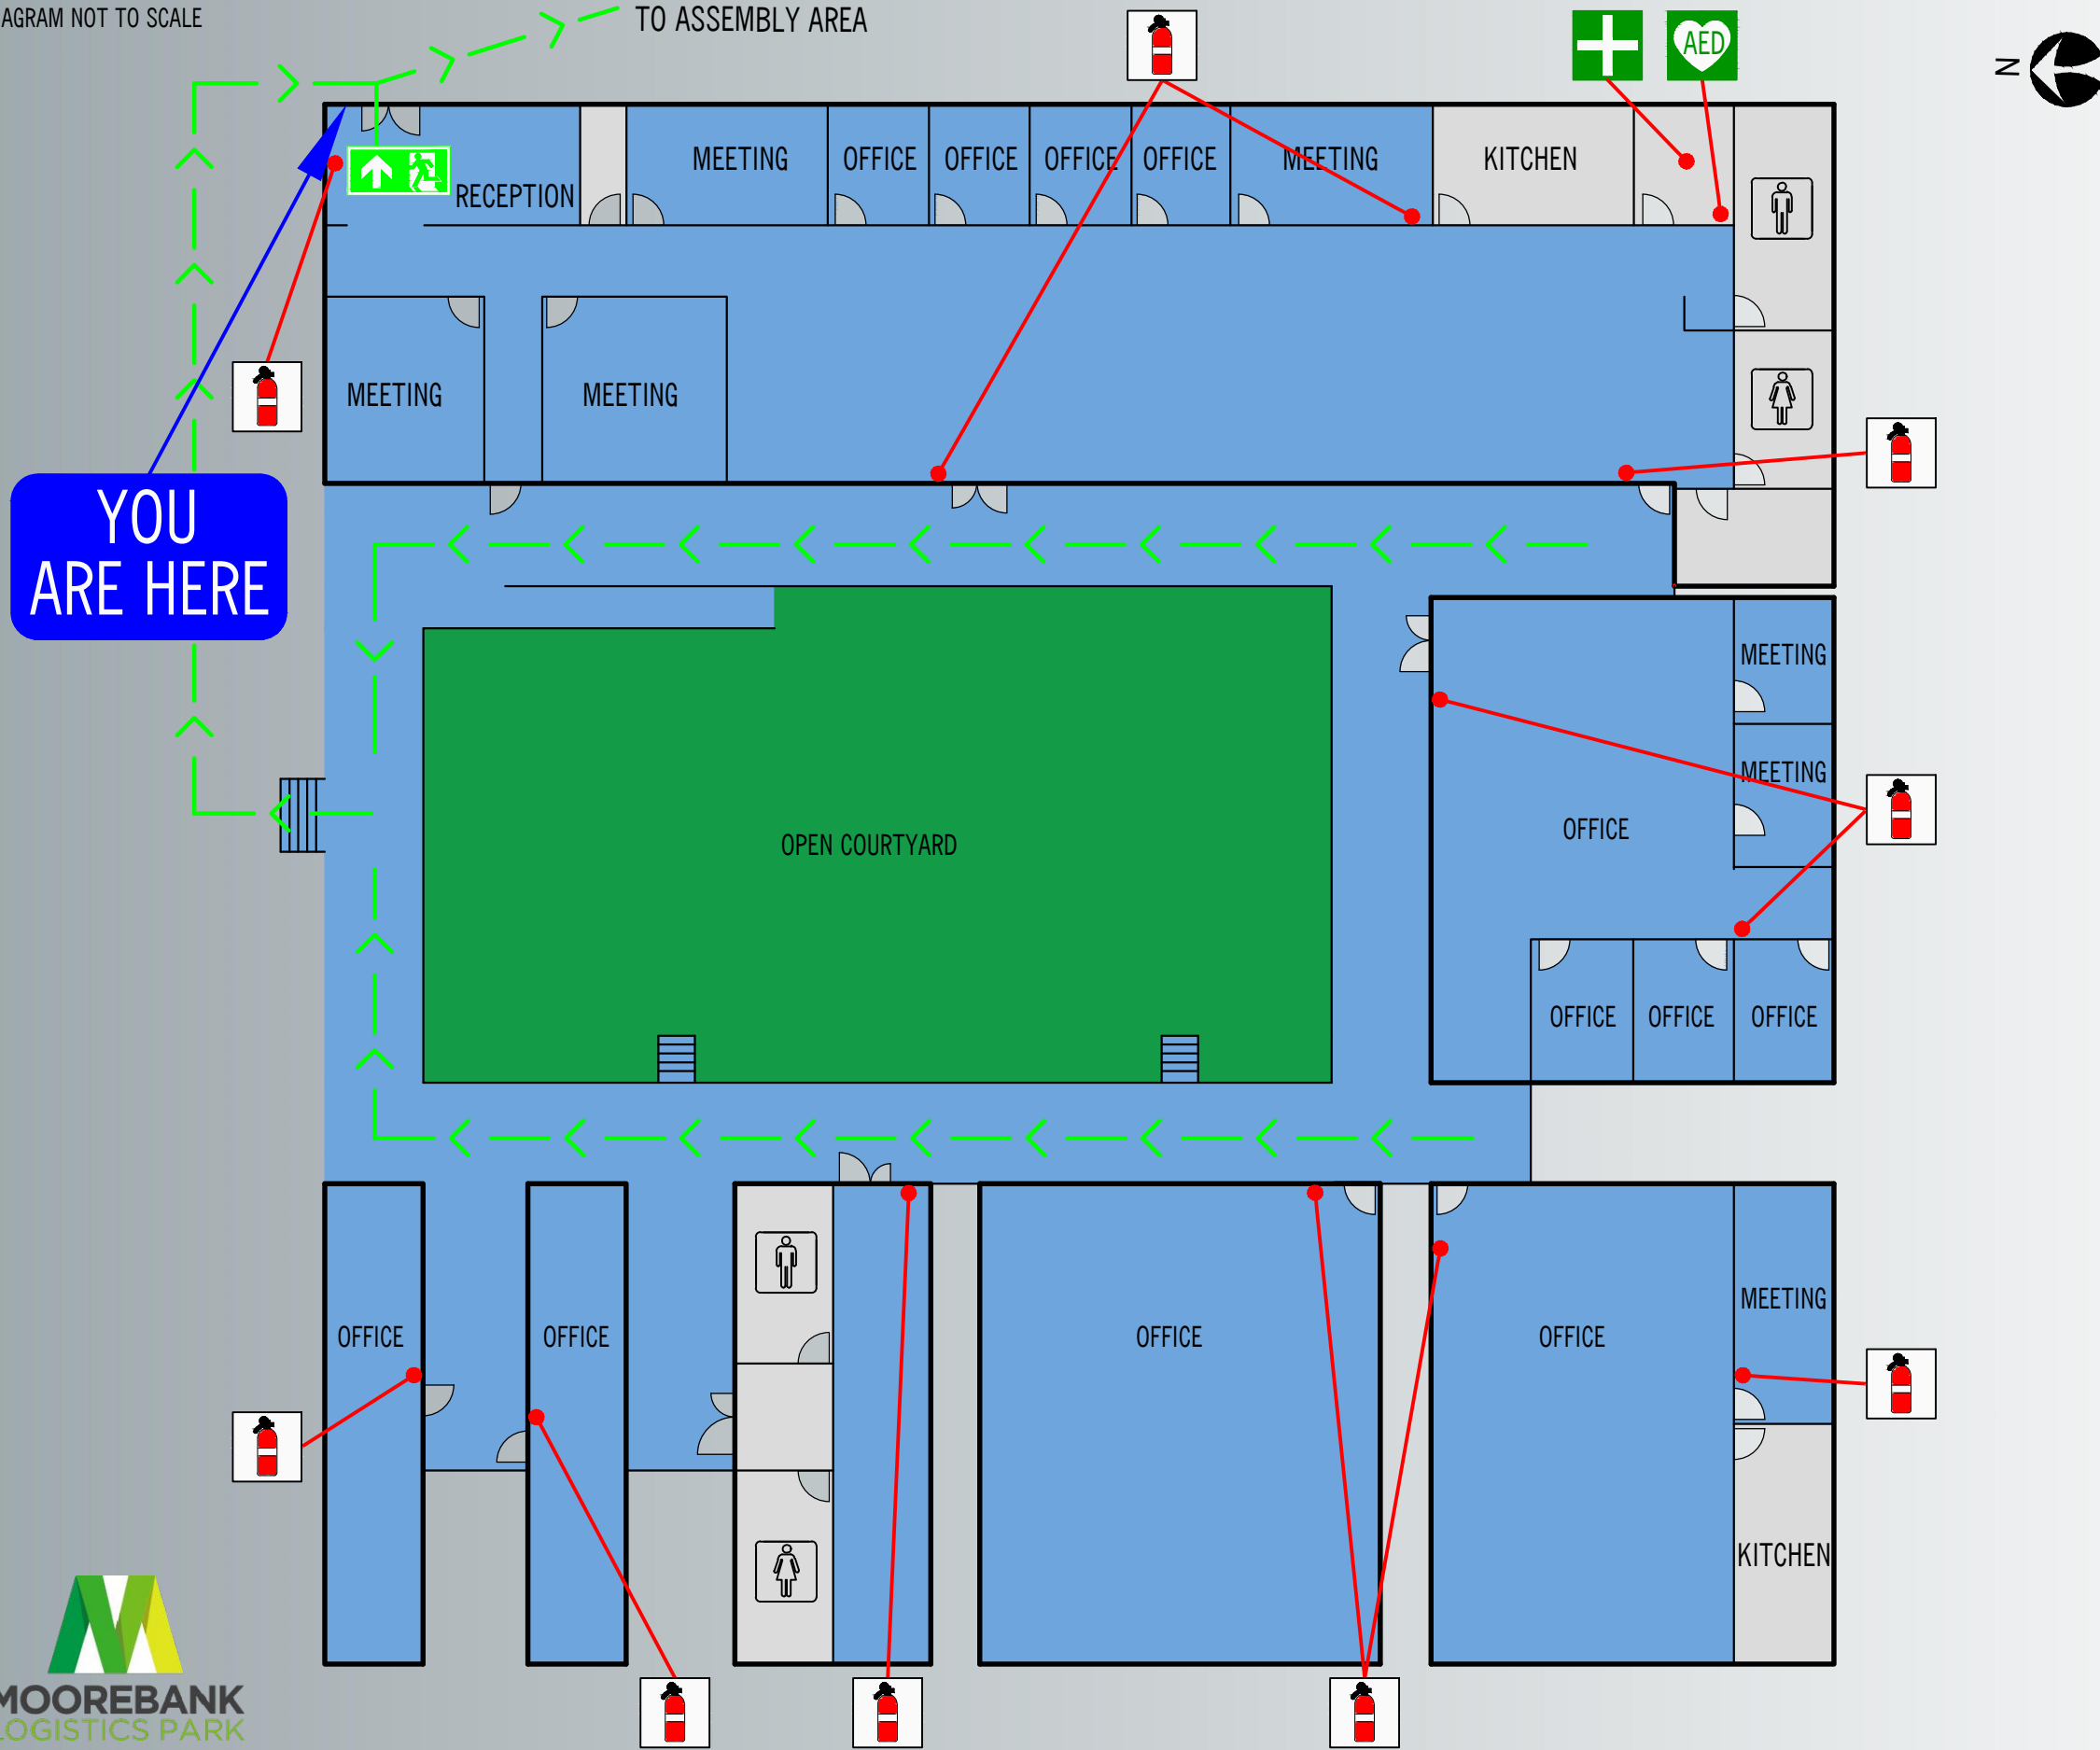 AGRAM NOT TO SCALE
TO ASSEMBLY AREA
AED
N
RECEPTION
MEETING
OFFICE
OFFICE
OFFICE
OFFICE
MEETING
KITCHEN
MEETING
MEETING
YOU
ARE HERE
MEETING
MEETING
OFFICE
OPEN COURTYARD
OFFICE
OFFICE
OFFICE
OFFICE
OFFICE
OFFICE
OFFICE
MEETING
KITCHEN
MOOREBANK
LOGISTICS PARK